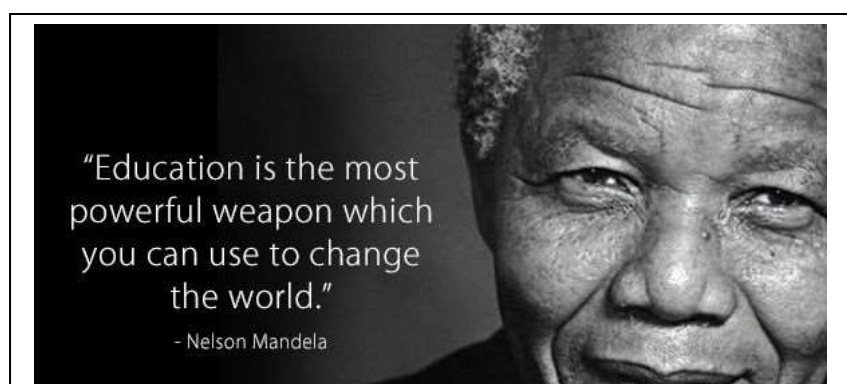 “Education is the most
powerful weapon which
you can use to change
the world.”
- Nelson Mandela